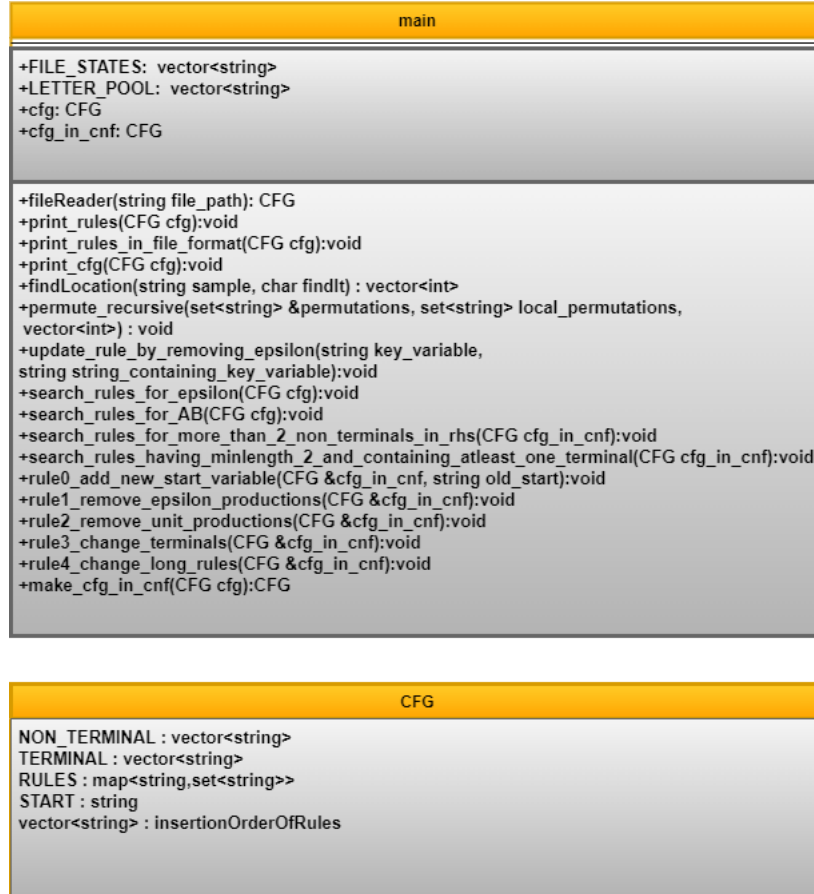 main
+FILE_STATES: vector<string>
+LETTER_POOL: vector<string>
+cfg: CFG
+cfg_in_cnf: CFG
+fileReader(string file_path): CFG
+print_rules(CFG cfg):void
+print_rules_in_file_format(CFG cfg):void
+print_cfg(CFG cfg):void
+findLocation(string sample, char findIt) : vector<int>
+permute_recursive(set<string> &permutations, set<string> local_permutations,
vector<int>) : void
+update_rule_by_removing_epsilon(string key_variable,
string string_containing_key_variable):void
+search_rules_for_epsilon(CFG cfg):void
+search_rules_for_AB(CFG cfg):void
+search_rules_for_more_than_2_non_terminals_in_rhs(CFG cfg_in_cnf):void
+search_rules_having_minlength_2_and_containing_atleast_one_terminal(CFG cfg_in_cnf):void
+rule0_add_new_start_variable(CFG &cfg_in_cnf, string old_start):void
+rule1_remove_epsilon_productions(CFG &cfg_in_cnf):void
+rule2_remove_unit_productions(CFG &cfg_in_cnf):void
+rule3_change_terminals(CFG &cfg_in_cnf):void
+rule4_change_long_rules(CFG &cfg_in_cnf):void
+make_cfg_in_cnf(CFG cfg):CFG
CFG
NON_TERMINAL : vector<string>
TERMINAL : vector<string>
RULES : map<string,set<string>>
START : string
vector<string> : insertionOrderOfRules